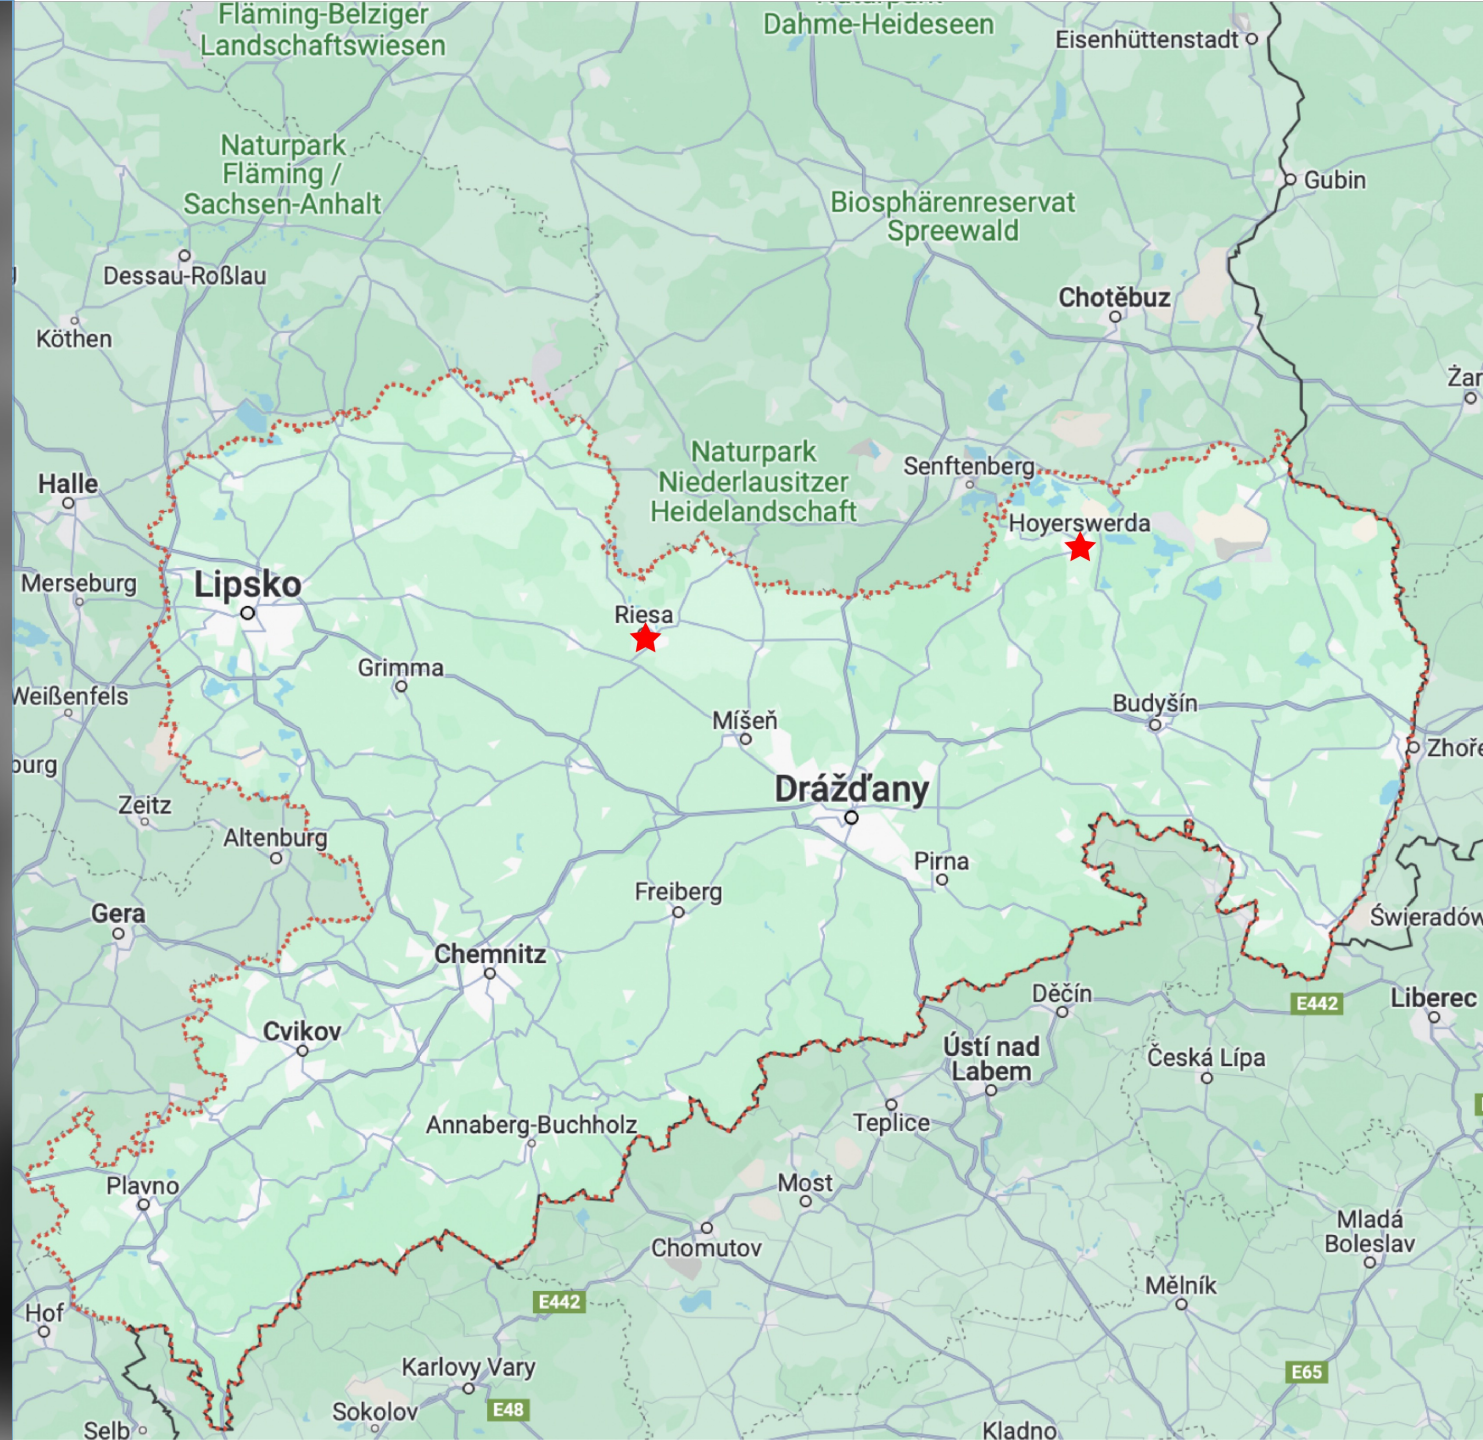 Fläming-Belziger
Landschaftswiesen
Dahme-Heideseen
Eisenhüttenstadt
Naturpark
Fläming /
Sachsen-Anhalt
Gubin
Biosphärenreservat
Spreewald
Dessau-Roßlau
Chotěbuz
Köthen
Żar
Naturpark
Niederlausitzer
Heidelandschaft
Senftenberg
Halle
Hoyerswerda
Merseburg
Lipsko
Riesa
Grimma
Weißenfels
Budyšín
Míšeň
Zhoře
burg
Drážďany
Zeitz
Altenburg
Pirna
Freiberg
Gera
Świeradów
Chemnitz
Děčín
E442
Liberec
Cvikov
Ústí nad
Labem
Česká Lípa
Annaberg-Buchholz
Teplice
Plavno
Most
Chomutov
Mladá
Boleslav
Mělník
E442
Hof
Karlovy Vary
E65
Sokolov
E48
Selb
Kladno